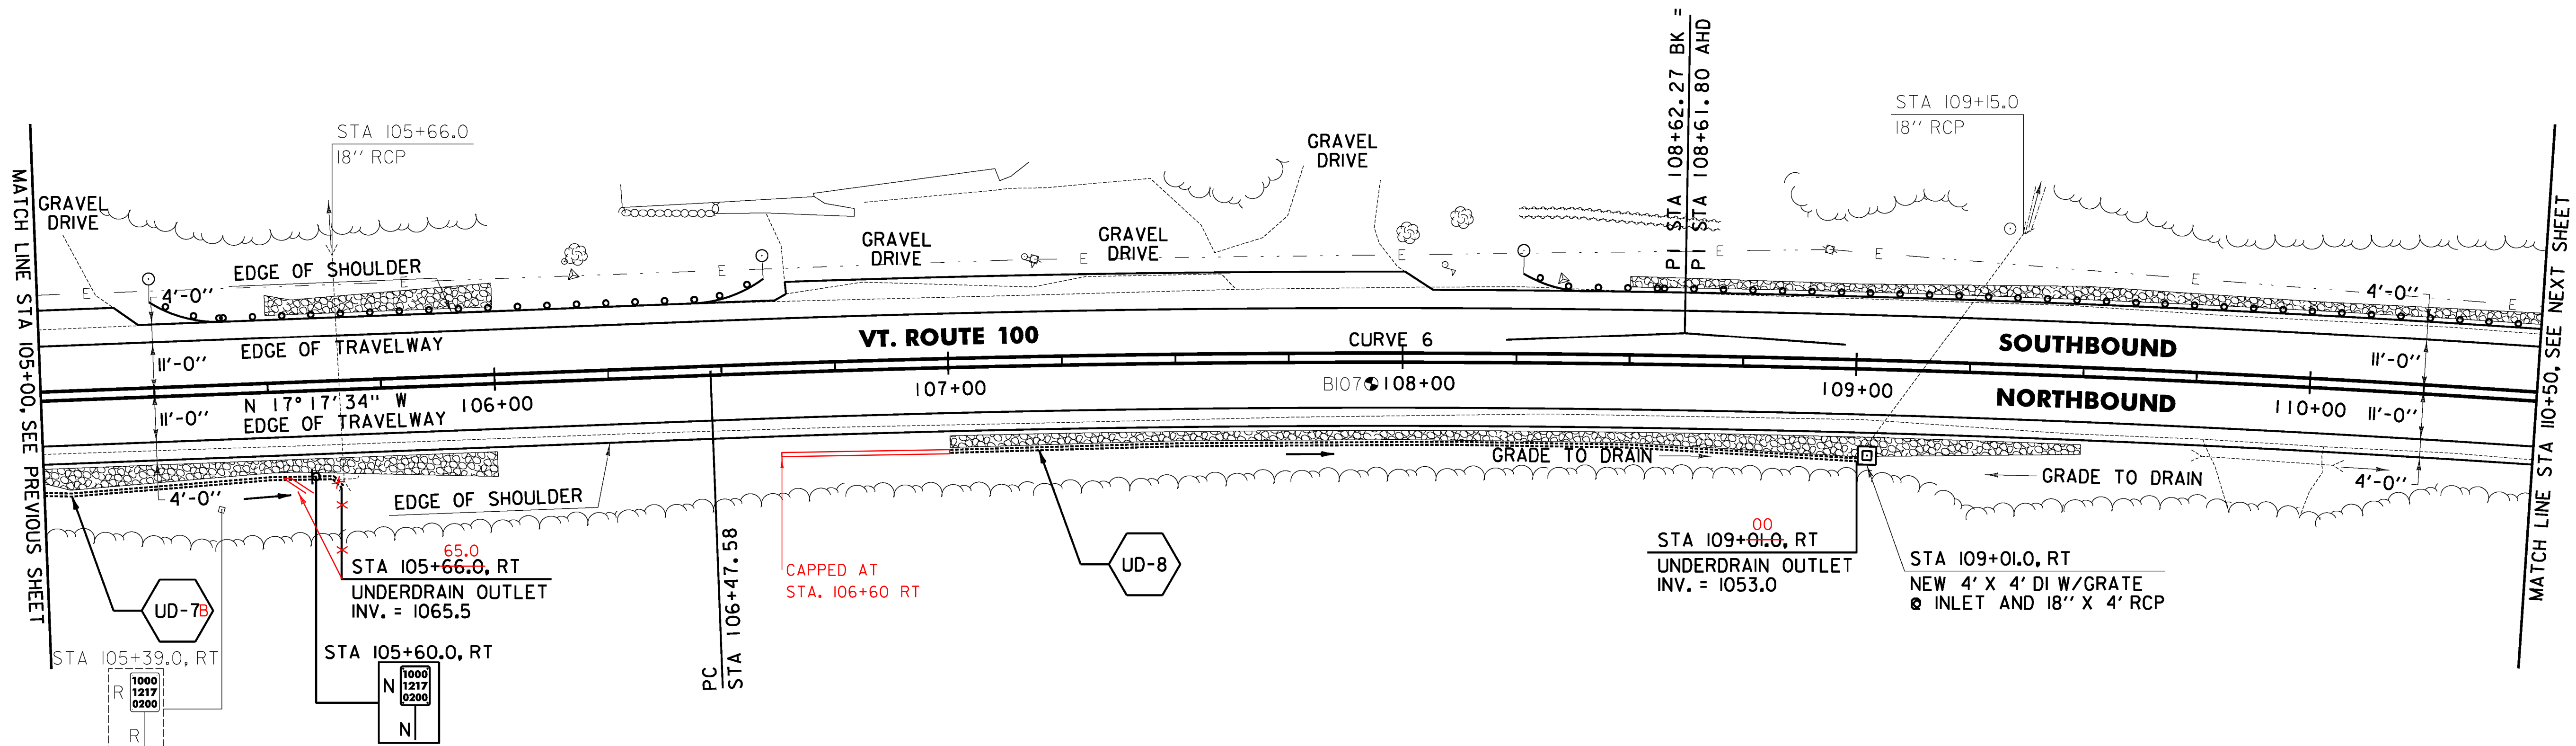 MATCH LINE STA 105+00, SEE PREVIOUS SHEET
GRAVEL
DRIVE
STA 105+66.0
18'' RCP
EDGE OF SHOULDER
E
4'-0''
E
EDGE OF TRAVELWAY
11'-0''
11'-0''
N 17° 17' 34" W
EDGE OF TRAVELWAY
106+00
4'-0''
EDGE OF SHOULDER
UD-7B
STA 105+39.0, RT
R
1000
1217
0200
R
65.0
STA 105+66.0, RT
UNDERDRAIN OUTLET
INV. = 1065.5
STA 105+60.0, RT
N
1000
1217
0200
N
PC
STA 106+47.58
E
GRAVEL
DRIVE
GRAVEL
DRIVE
E
GRAVEL
DRIVE
E
VT. ROUTE 100
CURVE 6
107+00
B107
108+00
CAPPED AT
STA. 106+60 RT
UD-8
GRADE TO DRAIN
PI STA 108+62.27 BK =
PI STA 108+61.80 AHD
E
E
STA 109+15.0
18'' RCP
E
E
4'-0''
SOUTHBOUND
11'-0''
109+00
NORTHBOUND
110+00
11'-0''
GRADE TO DRAIN
4'-0''
00
STA 109+01.0, RT
UNDERDRAIN OUTLET
INV. = 1053.0
STA 109+01.0, RT
NEW 4' X 4' DI W/GRATE
@ INLET AND 18'' X 4' RCP
MATCH LINE STA 110+50, SEE NEXT SHEET